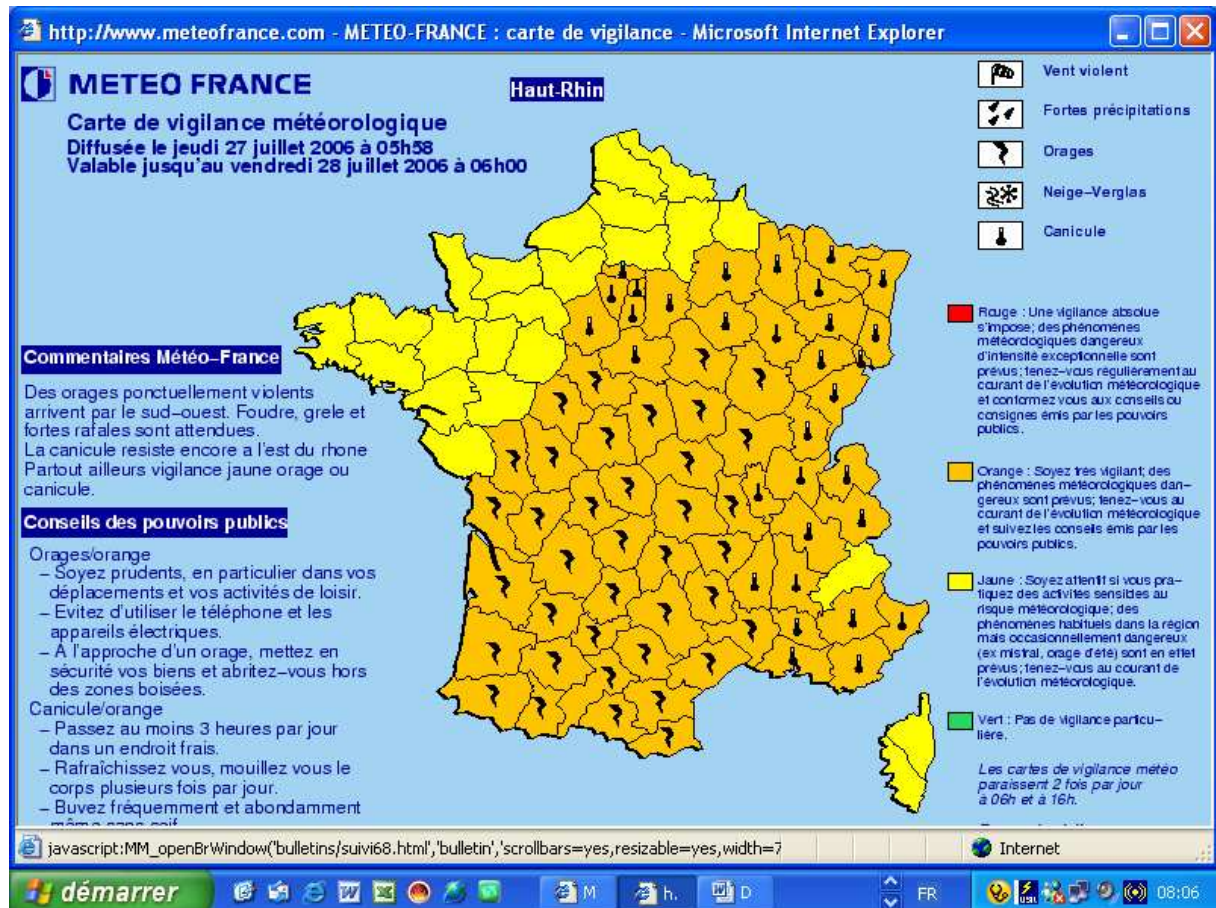 http://www.meteofrance.com - METEO-FRANCE : carte de vigilance - Microsoft Internet Explorer
METEO FRANCE
Haut-Rhin
Carte de vigilance météorologique
Diffusée le jeudi 27 juillet 2006 à 05h58
Valable jusqu'au vendredi 28 juillet 2006 à 06h00
Commentaires Météo-France
Des orages ponctuellement violents
arrivent par le sud-ouest. Foudre, grele et
fortes rafales sont attendues.
La canicule resiste encore a l'est du rhone
Partout ailleurs vigilance jaune orage ou
canicule.
Conseils des pouvoirs publics
Orages/orange
– Soyez prudents, en particulier dans vos
déplacements et vos activités de loisir.
– Evitez d'utiliser le téléphone et les
appareils électriques.
– A l'approche d'un orage, mettez en
sécurité vos biens et abritez-vous hors
des zones boisées.
Canicule/orange
– Passez au moins 3 heures par jour
dans un endroit frais.
– Rafraîchissez vous, mouillez vous le
corps plusieurs fois par jour.
– Buvez fréquemment et abondamment
même sans soif
Vent violent
Fortes précipitations
Orages
Neige-Verglas
Canicule
Rouge : Une vigilance absolue
s'impose; des phénomènes
météorologiques dangereux
d'intensité exceptionnelle sont
prévus; tenez-vous régulièrement au
courant de l'évolution météorologique
et conformez vous aux conseils ou
consignes émis par les pouvoirs
publics.
Orange : Soyez très vigilant; des
phénomènes météorologiques dan-
gereux sont prévus; tenez-vous au
courant de l'évolution météorologique
et suivez les conseils émis par les
pouvoirs publics.
Jaune : Soyez attentif si vous pra-
tiquez des activités sensibles au
risque météorologique; des
phénomènes habituels dans la région
mais occasionnellement dangereux
(ex mistral, orage d'été) sont en effet
prévus; tenez-vous au courant de
l'évolution météorologique.
Vert : Pas de vigilance particu-
lière.
Les cartes de vigilance météo
paraissent 2 fois par jour
à 06h et à 16h.
javascript:MM_openBrWindow('bulletins/suivi68.html','bulletin','scrollbars=yes,resizable=yes,width=7
Internet
démarrer
M
h.
D
FR
08:06